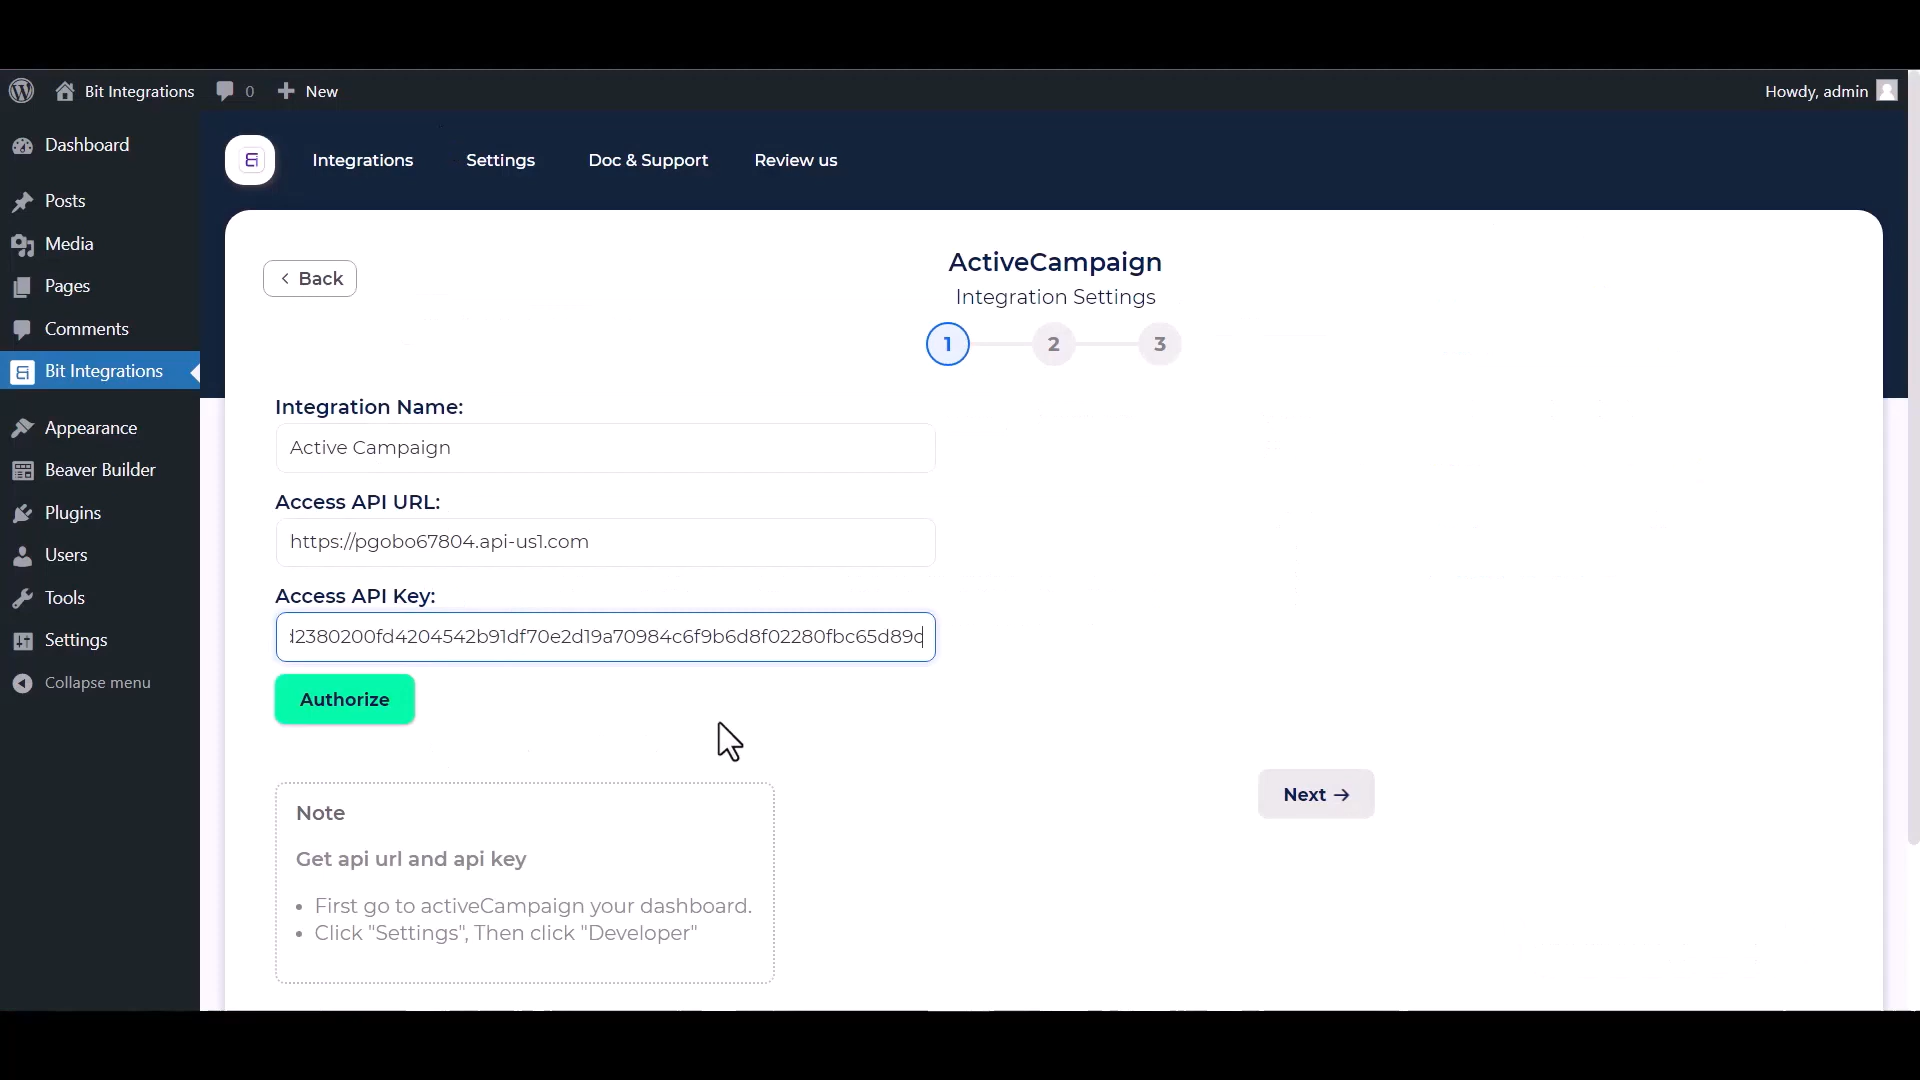 Bit Integrations 0 New Howdy, admin
Dashboard
Posts
Media
Pages
Comments
Bit Integrations
Appearance
Beaver Builder
Plugins
Users
Tools
Settings
Collapse menu
Integrations Settings Doc & Support Review us
Back
ActiveCampaign
Integration Settings
1 2 3
Integration Name:
Active Campaign
Access API URL:
https://pgobo67804.api-us1.com
Access API Key:
d2380200fd4204542b91df70e2d19a70984c6f9b6d8f02280fbc65d89c
Authorize
Next →
Note
Get api url and api key
• First go to activeCampaign your dashboard.
• Click "Settings", Then click "Developer"